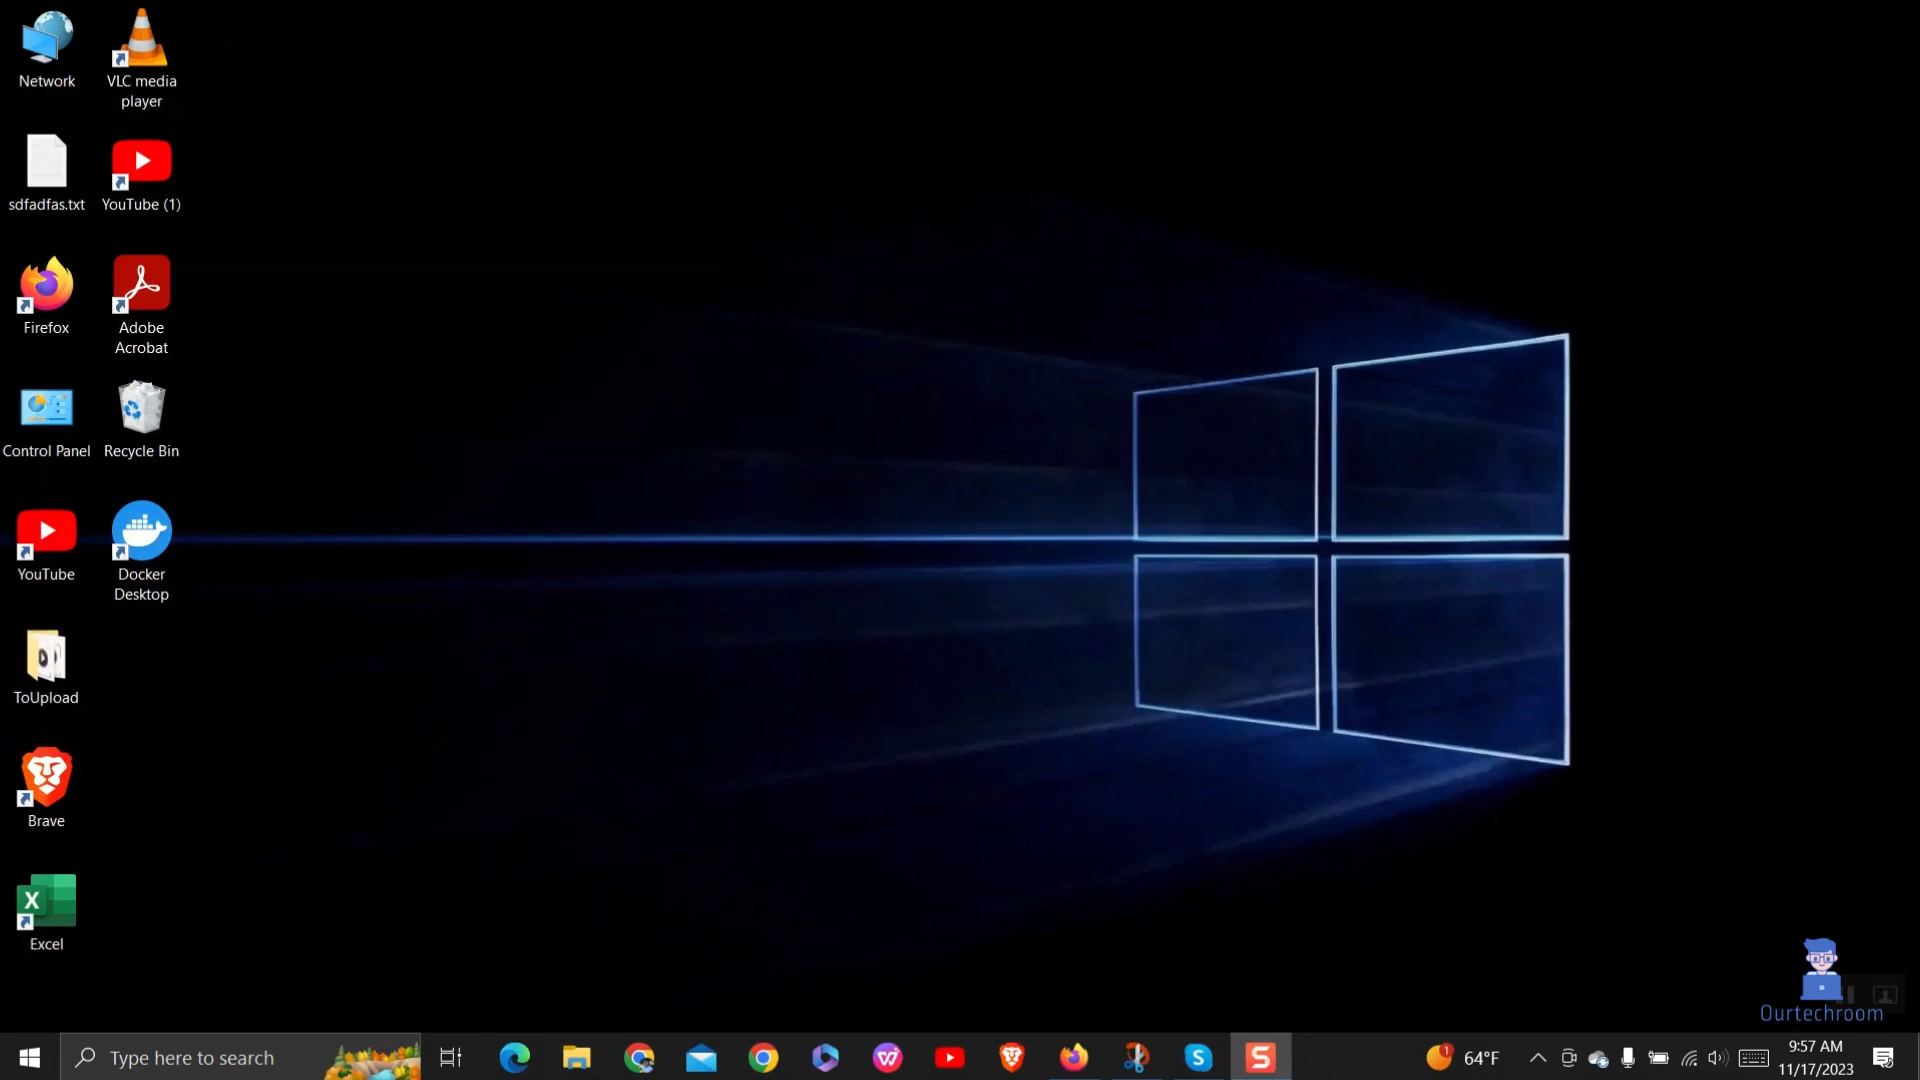 Network
VLC media
player
sdfadfas.txt
YouTube (1)
Firefox
Adobe
Acrobat
Control Panel
Recycle Bin
YouTube
Docker
Desktop
ToUpload
Brave
Excel
Ourtechroom
Type here to search
64°F
9:57 AM
11/17/2023